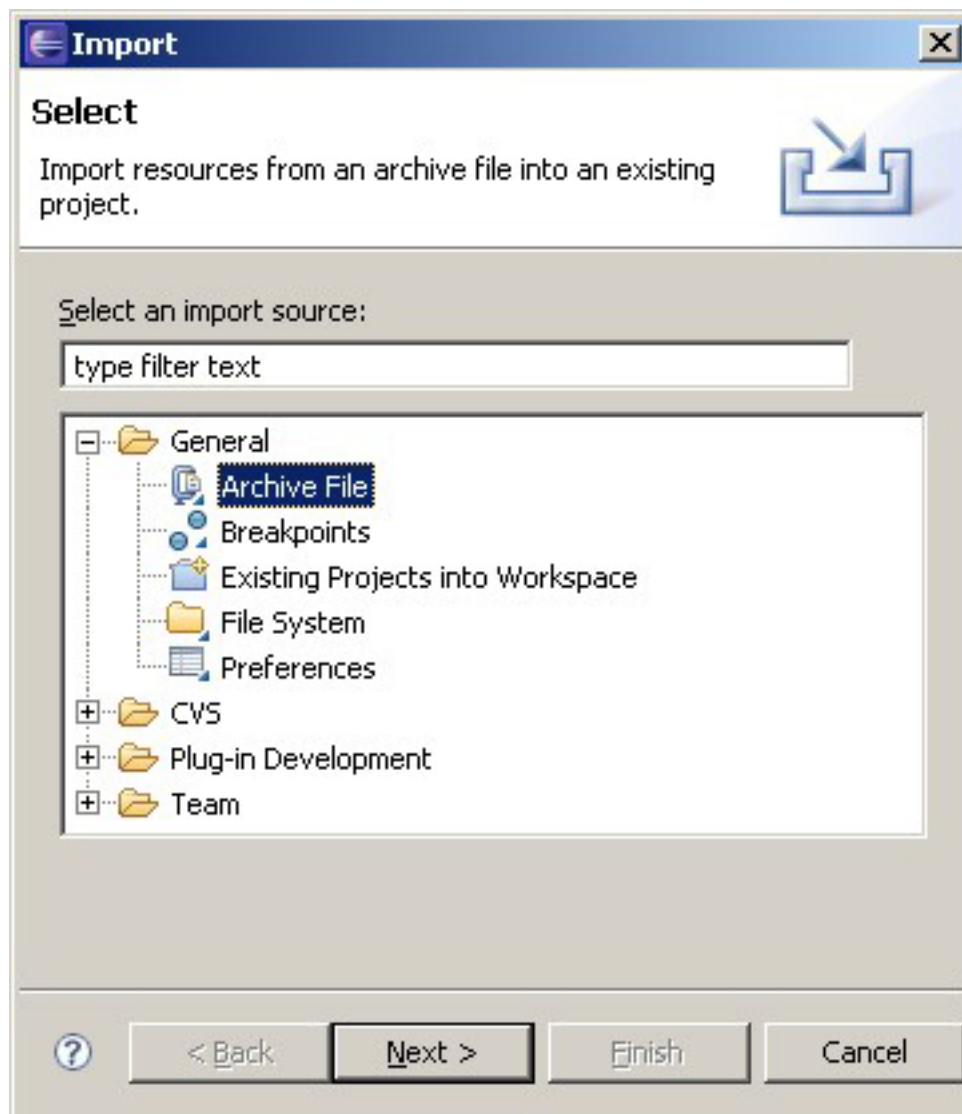 Import
Select
Import resources from an archive file into an existing
project.
Select an import source:
type filter text
General
Archive File
Breakpoints
Existing Projects into Workspace
File System
Preferences
CVS
Plug-in Development
Team
? < Back Next > Finish Cancel